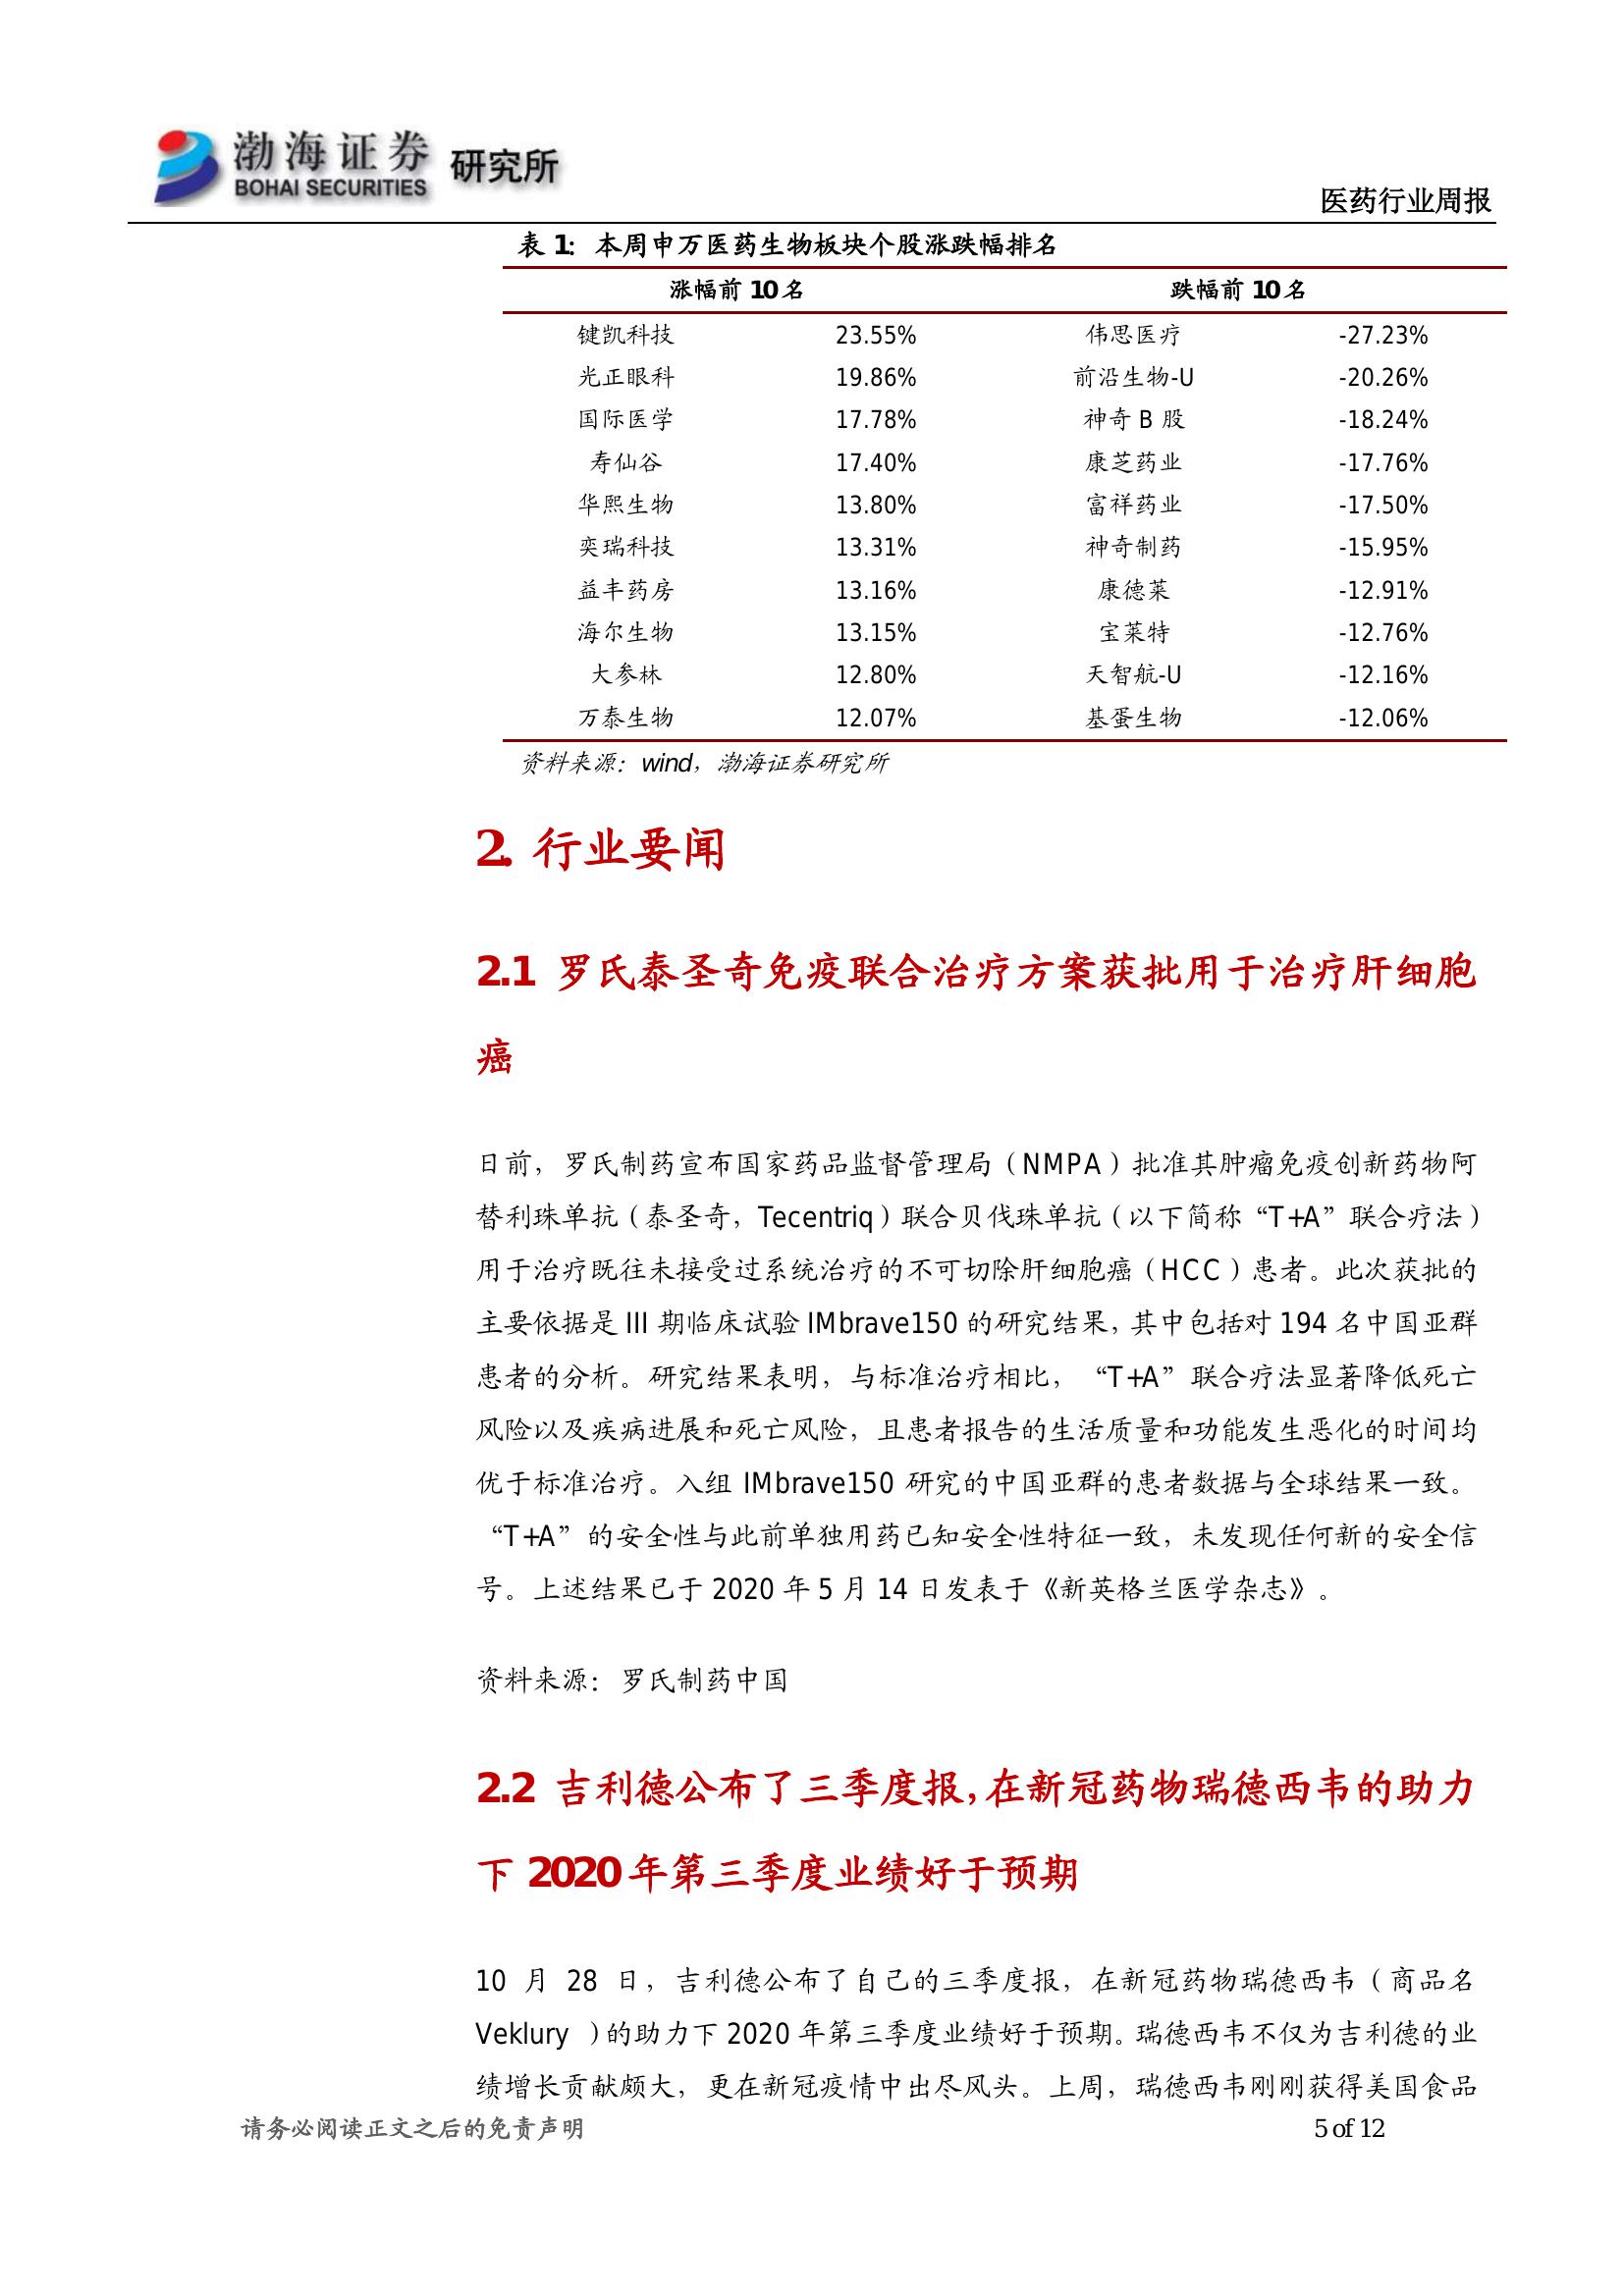 渤海证券 研究所
BOHAI SECURITIES
医药行业周报
表 1：本周申万医药生物板块个股涨跌幅排名
涨幅前 10 名 跌幅前 10 名
键凯科技 23.55% 伟思医疗 -27.23%
光正眼科 19.86% 前沿生物-U -20.26%
国际医学 17.78% 神奇 B 股 -18.24%
寿仙谷 17.40% 康芝药业 -17.76%
华熙生物 13.80% 富祥药业 -17.50%
奕瑞科技 13.31% 神奇制药 -15.95%
益丰药房 13.16% 康德莱 -12.91%
海尔生物 13.15% 宝莱特 -12.76%
大参林 12.80% 天智航-U -12.16%
万泰生物 12.07% 基蛋生物 -12.06%
资料来源：wind，渤海证券研究所
2. 行业要闻
2.1 罗氏泰圣奇免疫联合治疗方案获批用于治疗肝细胞
癌
日前，罗氏制药宣布国家药品监督管理局（NMPA）批准其肿瘤免疫创新药物阿
替利珠单抗（泰圣奇，Tecentriq）联合贝伐珠单抗（以下简称“T+A”联合疗法）
用于治疗既往未接受过系统治疗的不可切除肝细胞癌（HCC）患者。此次获批的
主要依据是 III 期临床试验 IMbrave150 的研究结果，其中包括对 194 名中国亚群
患者的分析。研究结果表明，与标准治疗相比，“T+A”联合疗法显著降低死亡
风险以及疾病进展和死亡风险，且患者报告的生活质量和功能发生恶化的时间均
优于标准治疗。入组 IMbrave150 研究的中国亚群的患者数据与全球结果一致。
“T+A”的安全性与此前单独用药已知安全性特征一致，未发现任何新的安全信
号。上述结果已于 2020 年 5 月 14 日发表于《新英格兰医学杂志》。
资料来源：罗氏制药中国
2.2 吉利德公布了三季度报，在新冠药物瑞德西韦的助力
下 2020 年第三季度业绩好于预期
10 月 28 日，吉利德公布了自己的三季度报，在新冠药物瑞德西韦（商品名
Veklury ）的助力下 2020 年第三季度业绩好于预期。瑞德西韦不仅为吉利德的业
绩增长贡献颇大，更在新冠疫情中出尽风头。上周，瑞德西韦刚刚获得美国食品
请务必阅读正文之后的免责声明 5 of 12